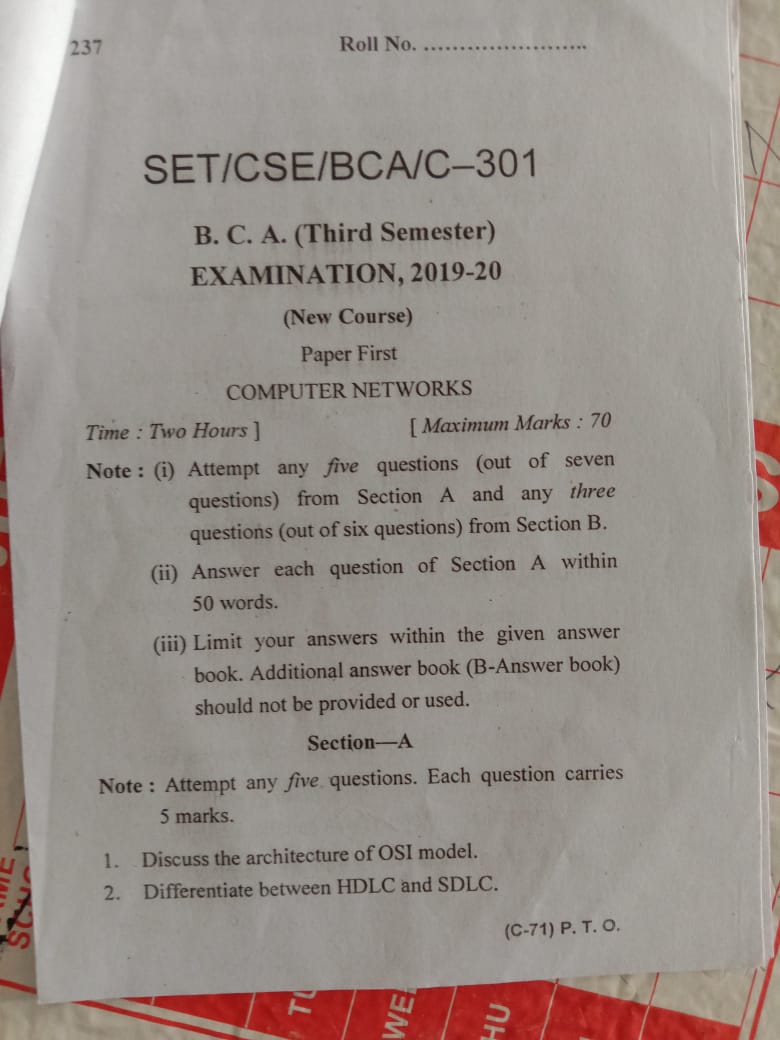 237
Roll No. ........................
SET/CSE/BCA/C–301
B. C. A. (Third Semester)
EXAMINATION, 2019-20
(New Course)
Paper First
COMPUTER NETWORKS
Time : Two Hours ]
[ Maximum Marks : 70
Note : (i) Attempt any five questions (out of seven
questions) from Section A and any three
questions (out of six questions) from Section B.
(ii) Answer each question of Section A within
50 words.
(iii) Limit your answers within the given answer
book. Additional answer book (B-Answer book)
should not be provided or used.
Section—A
Note : Attempt any five questions. Each question carries
5 marks.
1. Discuss the architecture of OSI model.
2. Differentiate between HDLC and SDLC.
(C-71) P. T. O.